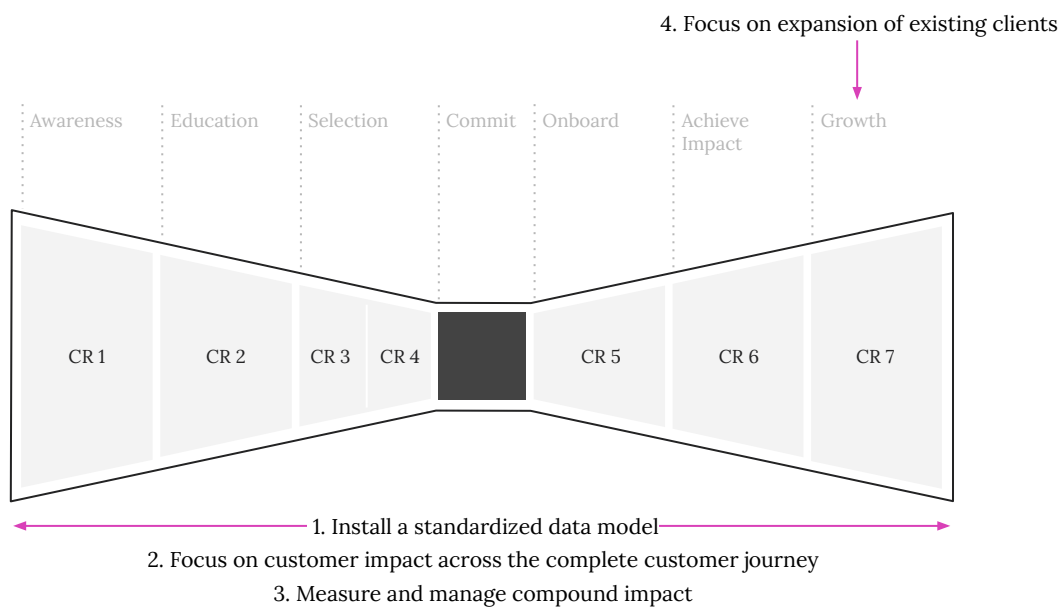 4. Focus on expansion of existing clients
Awareness
Education
Selection
Commit
Onboard
Achieve
Impact
Growth
CR 1
CR 2
CR 3
CR 4
CR 5
CR 6
CR 7
1. Install a standardized data model
2. Focus on customer impact across the complete customer journey
3. Measure and manage compound impact